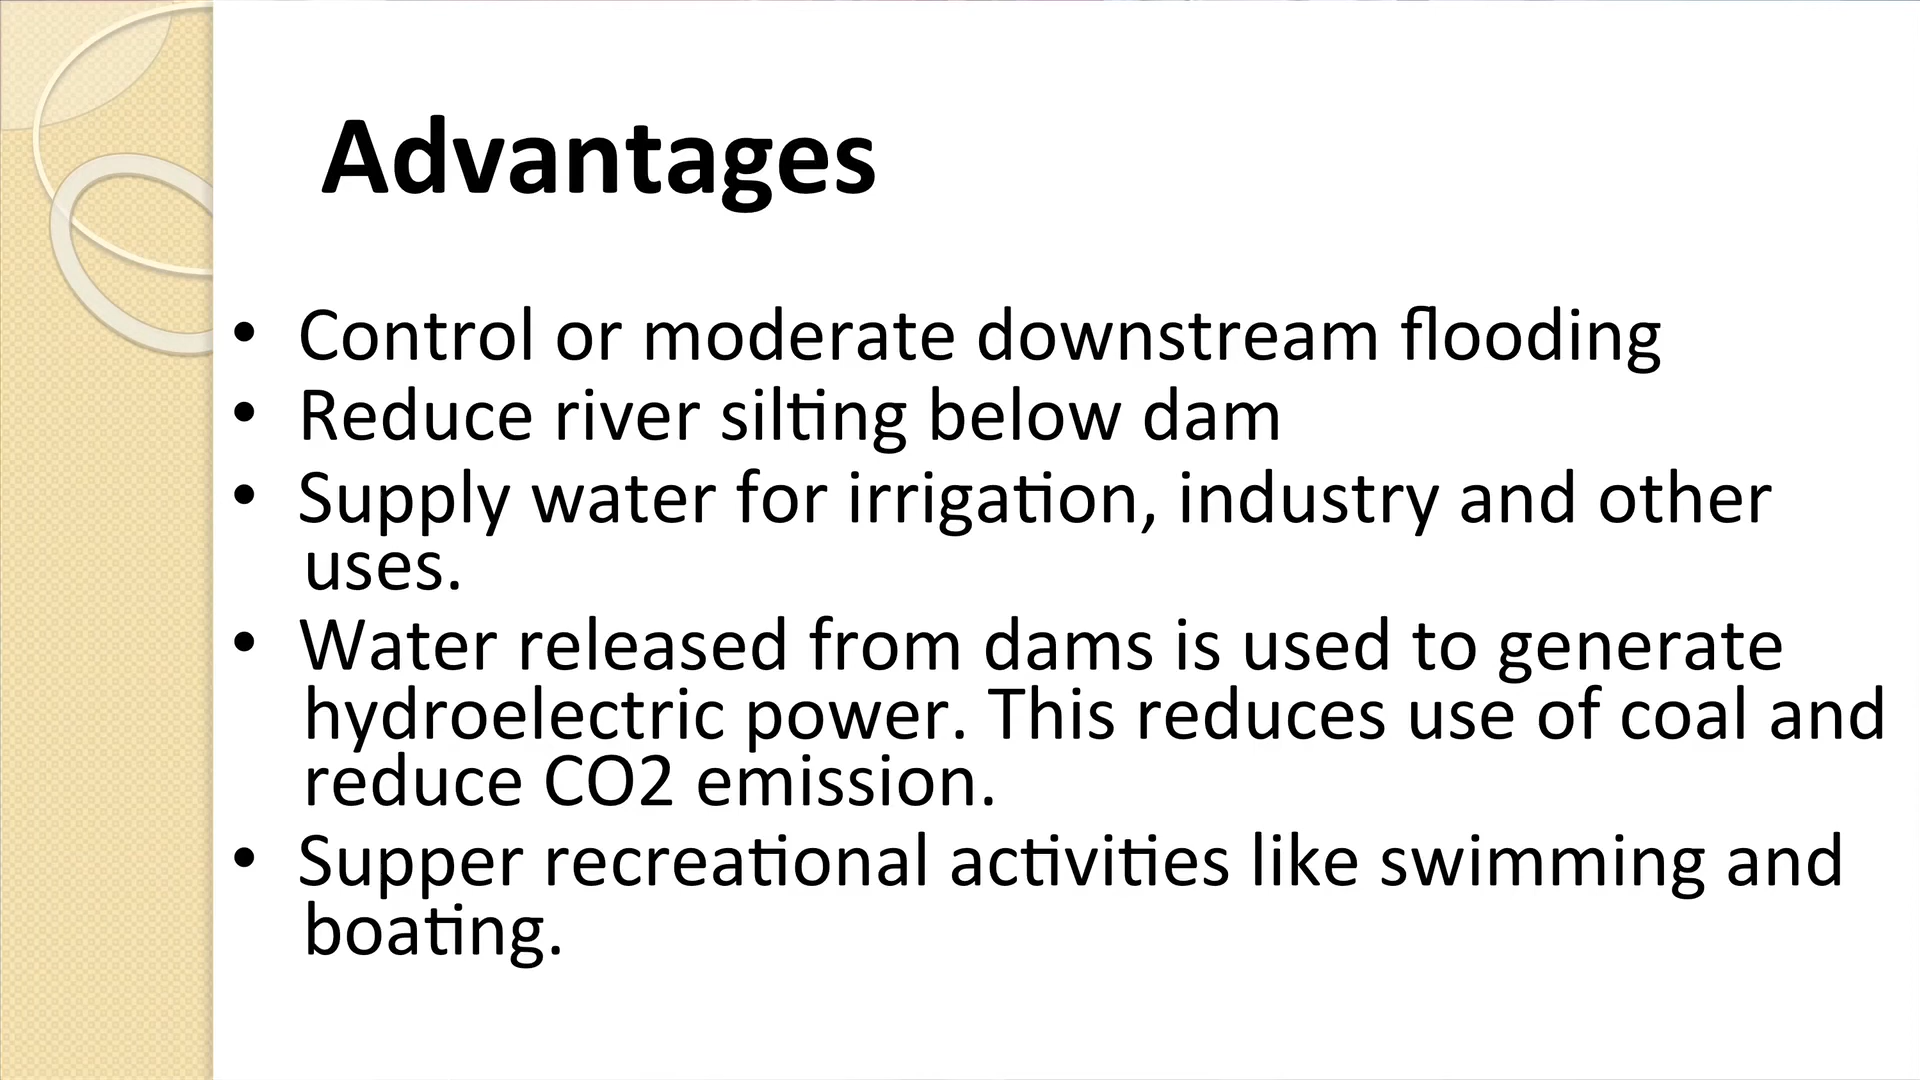 Advantages
• Control or moderate downstream flooding
• Reduce river silting below dam
• Supply water for irrigation, industry and other
uses.
• Water released from dams is used to generate
hydroelectric power. This reduces use of coal and
reduce CO2 emission.
• Supper recreational activities like swimming and
boating.